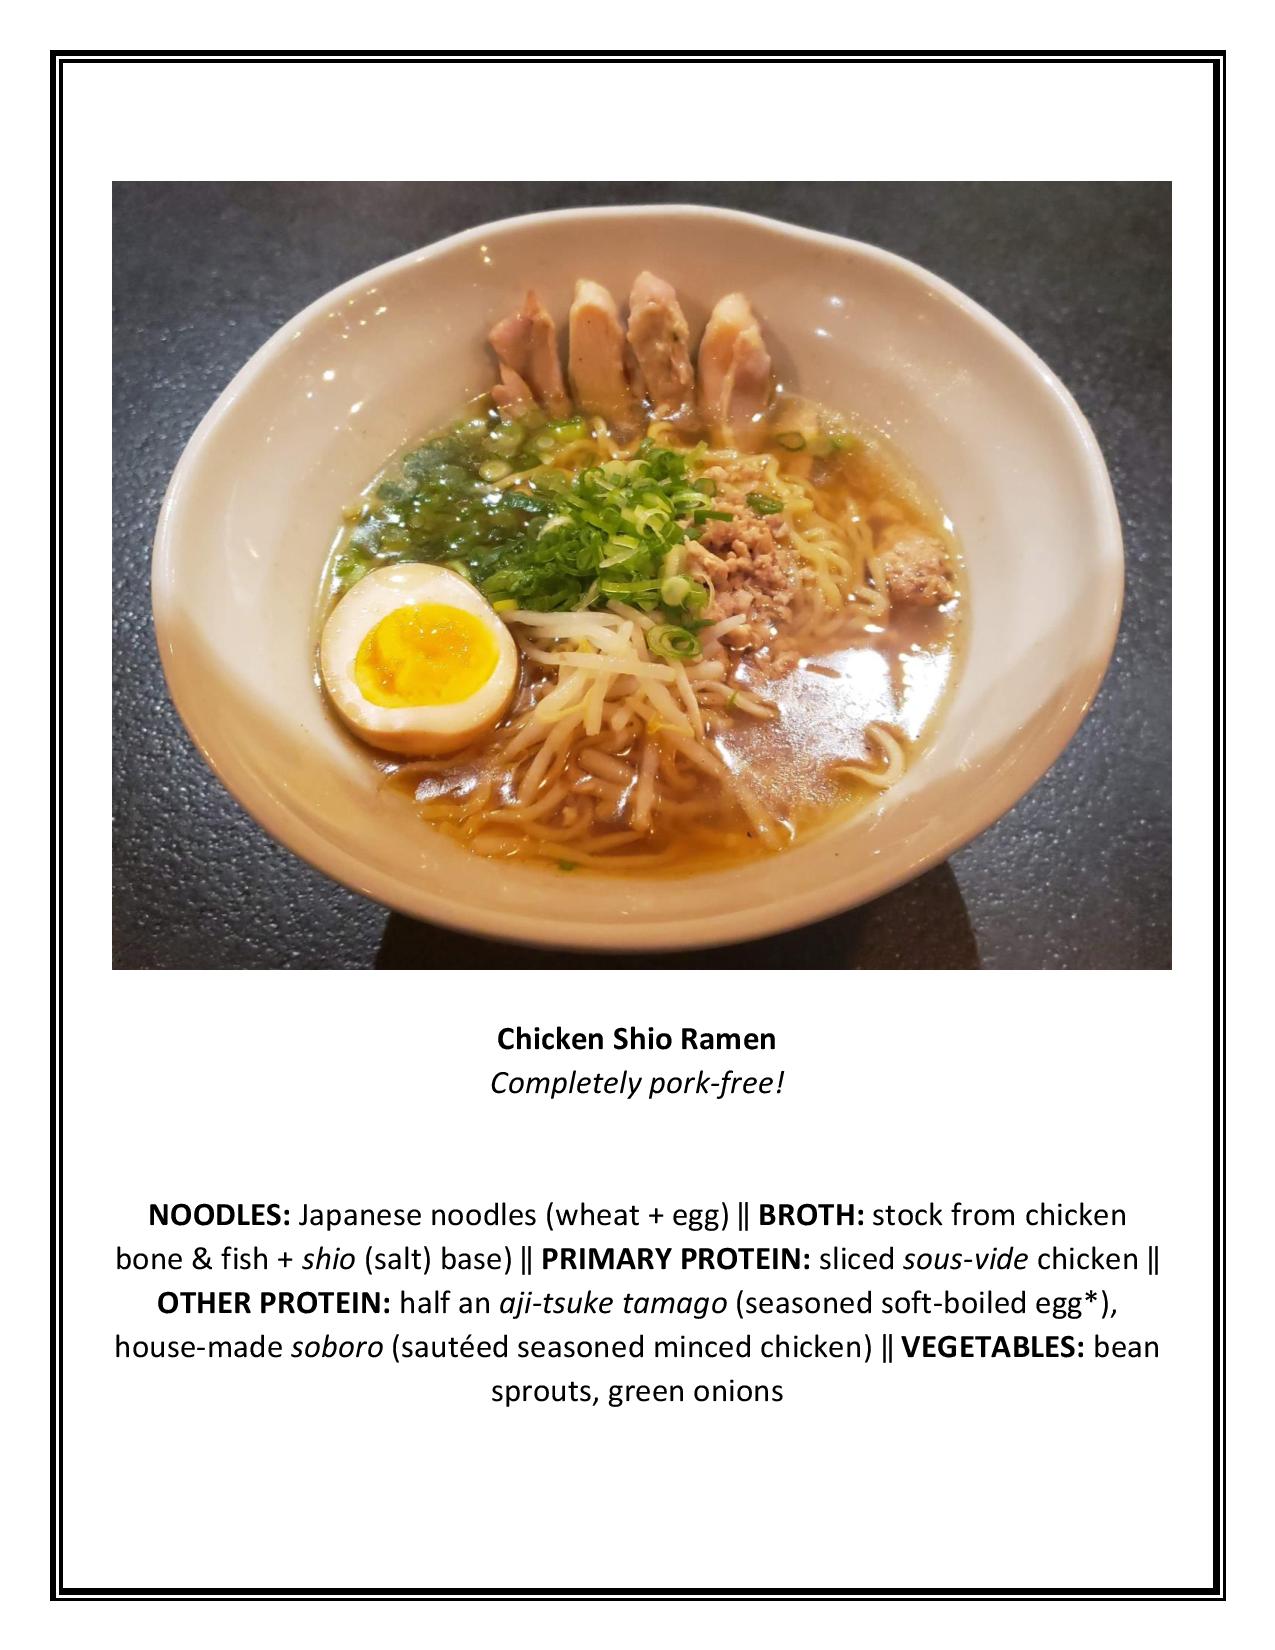 Chicken Shio Ramen
Completely pork-free!
NOODLES: Japanese noodles (wheat + egg) ‖ BROTH: stock from chicken
bone & fish + shio (salt) base) ‖ PRIMARY PROTEIN: sliced sous-vide chicken ‖
OTHER PROTEIN: half an aji-tsuke tamago (seasoned soft-boiled egg*),
house-made soboro (sautéed seasoned minced chicken) ‖ VEGETABLES: bean
sprouts, green onions